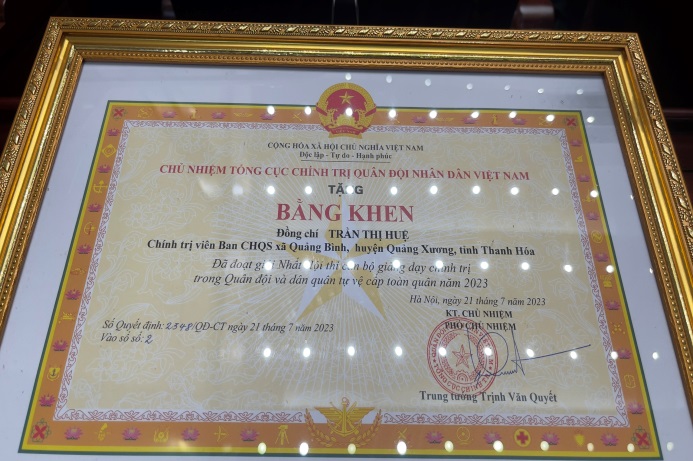 CỘNG HÒA XÃ HỘI CHỦ NGHĨA VIỆT NAM
Độc lập - Tự do - Hạnh phúc
CHỦ NHIỆM TỔNG CỤC CHÍNH TRỊ QUÂN ĐỘI NHÂN DÂN VIỆT NAM
TẶNG
BẰNG KHEN
Đồng chí TRẦN THỊ HUỆ
Chính trị viên Ban CHQS xã Quảng Bình, huyện Quảng Xương, tỉnh Thanh Hóa
Đã đoạt giải Nhất Hội thi cán bộ giảng dạy chính trị
trong Quân đội và dân quân tự vệ cấp toàn quân năm 2023
Hà Nội, ngày 21 tháng 7 năm 2023
KT. CHỦ NHIỆM
PHÓ CHỦ NHIỆM
Số Quyết định: 2348/QĐ-CT ngày 21 tháng 7 năm 2023
Vào sổ số: 2
Trung tướng Trịnh Văn Quyết